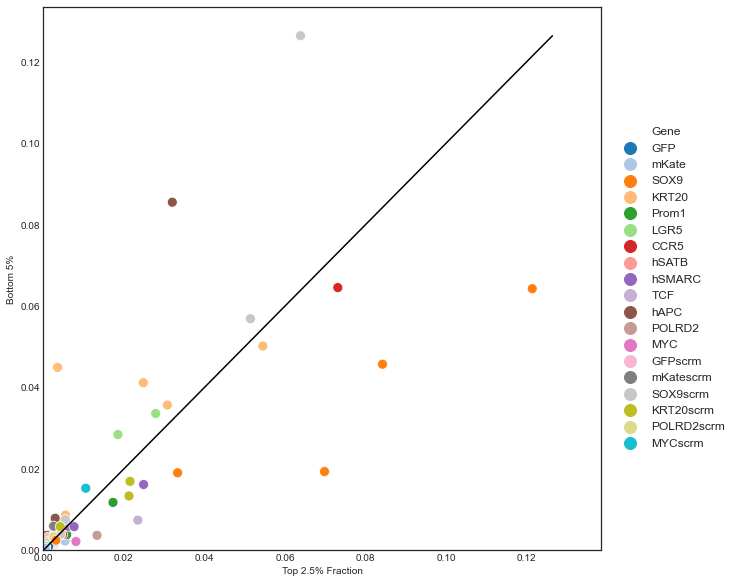 0.12
0.10
0.08
0.06
0.04
0.02
0.00
Bottom 5%
0.00 0.02 0.04 0.06 0.08 0.10 0.12
Top 2.5% Fraction
Gene
GFP
mKate
SOX9
KRT20
Prom1
LGR5
CCR5
hSATB
hSMARC
TCF
hAPC
POLRD2
MYC
GFPscrm
mKatescrm
SOX9scrm
KRT20scrm
POLRD2scrm
MYCscrm